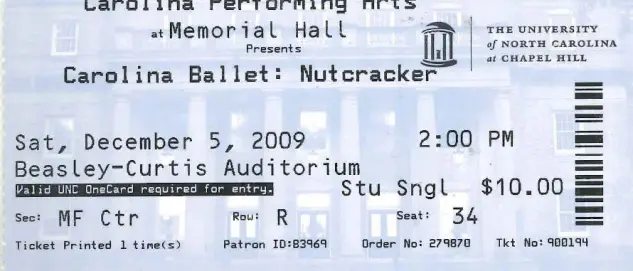 Carolina Performing Arts
at Memorial Hall
Presents
Carolina Ballet: Nutcracker
THE UNIVERSITY
of NORTH CAROLINA
at CHAPEL HILL
Sat, December 5, 2009 2:00 PM
Beasley-Curtis Auditorium
Valid UNC OneCard required for entry.
Stu Sngl $10.00
Sec: MF Ctr Row: R Seat: 34
Ticket Printed 1 time(s) Patron ID:83969 Order No: 279870 Tkt No: 900194